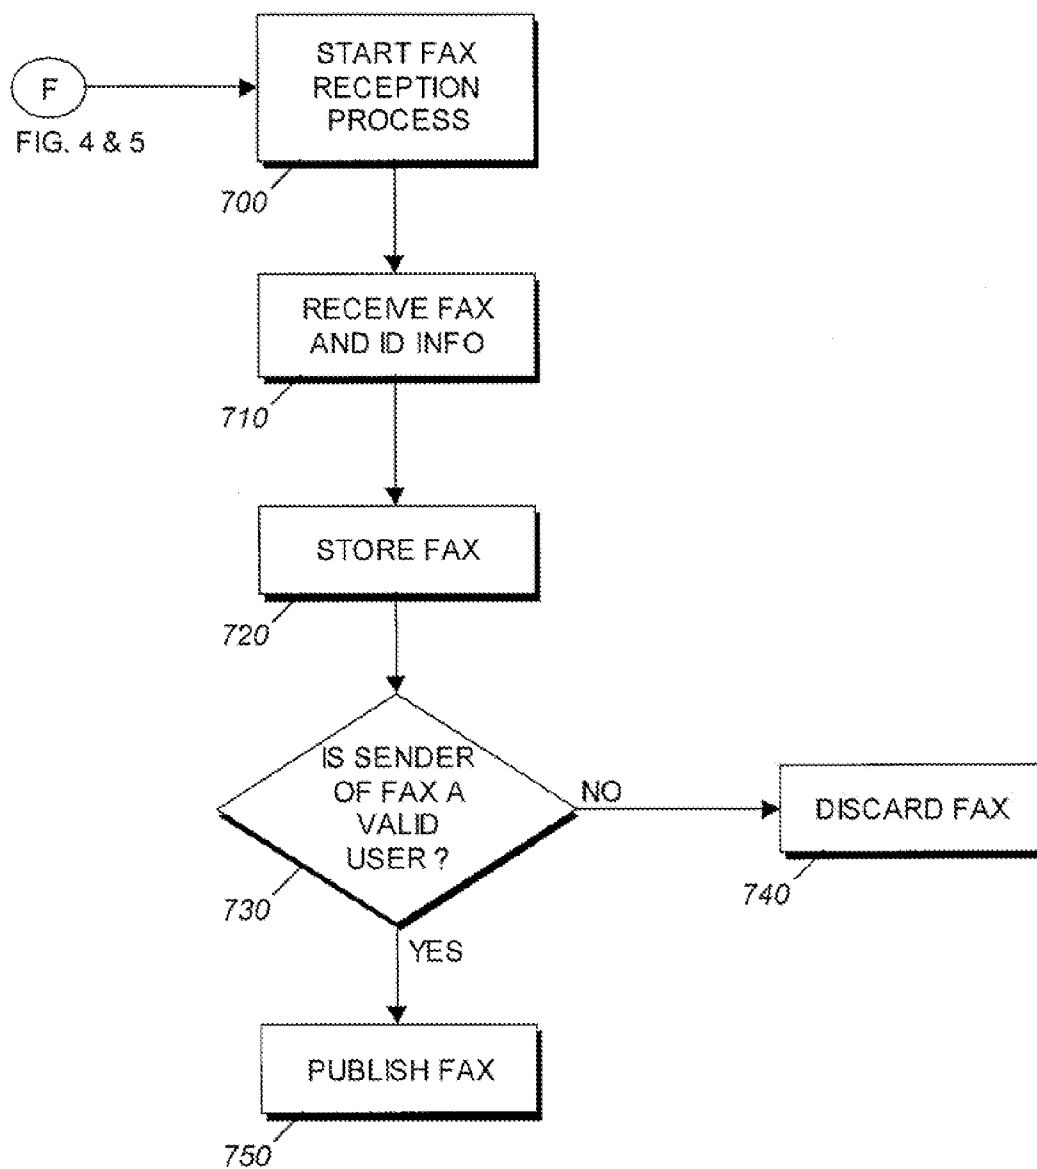 START FAX
RECEPTION
PROCESS
F
FIG. 4 & 5
700
RECEIVE FAX
AND ID INFO
710
STORE FAX
720
IS SENDER
OF FAX A
VALID
USER ?
NO
DISCARD FAX
730
740
YES
PUBLISH FAX
750